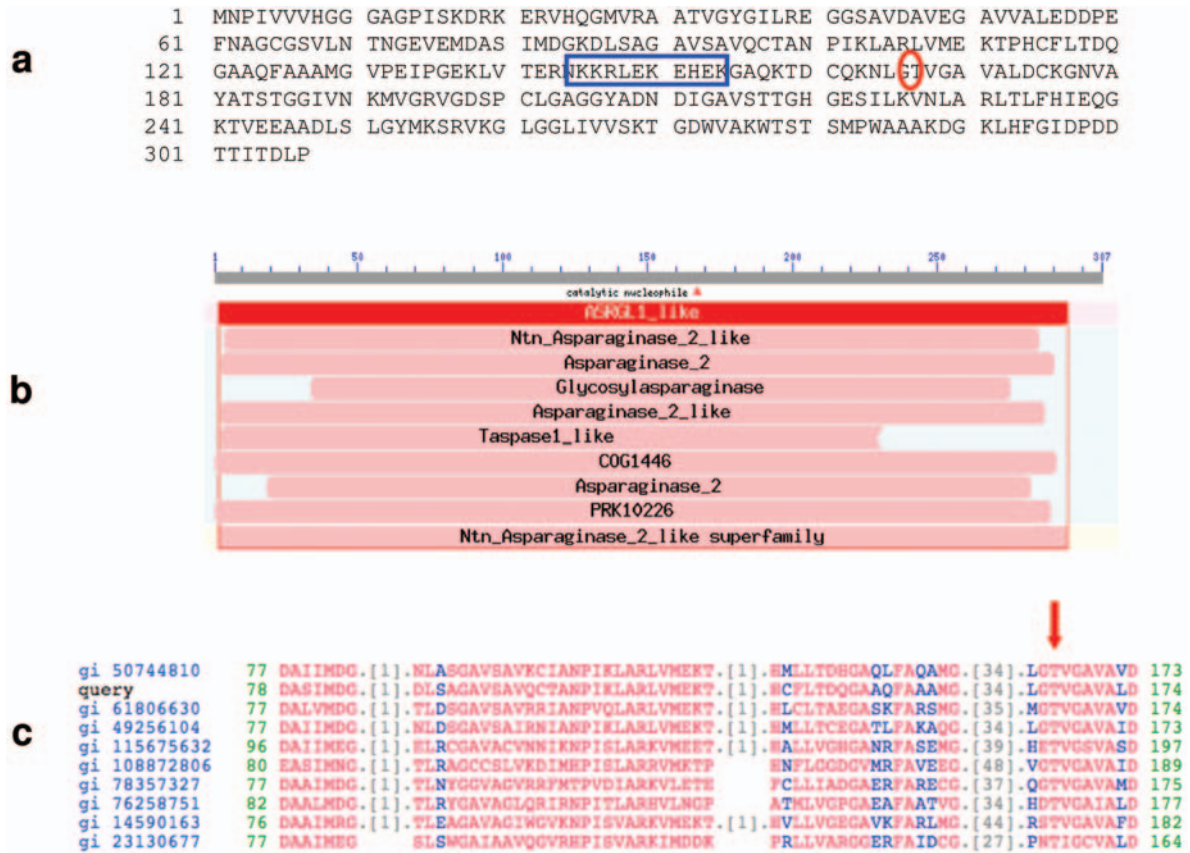 a
1 MNPIVVVHGG GAGPISKDRK ERVHQGMVRA ATVGYGILRE GGSAVDAVEG AVVALEDDPE
61 FNAGCGSVLN TNGEVEMDAS IMDGKDLSAG AVSAVQCTAN PIKLARLVME KTPHCFLTDQ
121 GAAQFAAAMG VPEIPGEKLV TERNKKRLEK EHEKGAQKTD CQKNLGTVGA VALDCKGNVA
181 YATSTGGIVN KMVGRVGDSP CLGAGGYADN DIGAVSTTGH GESILKVNLA RLTLFHIEQG
241 KTVEEAADLS LGYMKSRVKG LGGLIVVSKT GDWVAKWTST SMPWAAAKDG KLHFGIDPDD
301 TTITDLP
b
1 50 100 150 200 250 307
catalytic nucleophile
ASRGL1_like
Ntn_Asparaginase_2_like
Asparaginase_2
Glycosylasparaginase
Asparaginase_2_like
Taspase1_like
COG1446
Asparaginase_2
PRK10226
Ntn_Asparaginase_2_like superfamily
c
gi 50744810 77 DAIIMDG.[1].NLASGAVSAVKCIANPIKLARLVMEKT.[1].HMLLTDHGAQLFAQAMG.[34].LGTVGAVAVD 173
query 78 DASIMDG.[1].DLSAGAVSAVQCTANPIKLARLVMEKT.[1].HCFLTDQGAAQFAAAMG.[34].LGTVGAVALD 174
gi 61806630 77 DALVMDG.[1].TLDSGAVSAVRRIANPVQLARLVMEKT.[1].HLCLTAEGASKFARSMG.[35].MGTVGAVAVD 174
gi 49256104 77 DAIIMDG.[1].NLDSGAVSAIRNIANPIKLARLVMEKT.[1].HMLLTCEGATLFAKAQG.[34].LGTVGAVAID 173
gi 115675632 96 DAIIMEG.[1].HLRCGAVACVNNIKNPISLARKVMEET.[1].HALLVGHGANRFASEMG.[39].HETVGSVASD 197
gi 108872806 80 EASIMNG.[1].TLRAGCCSLVKDIMHPISLARRVMKTP HNFLGGDGVMRFAVEEG.[48].VGTVGAVAID 189
gi 78357327 77 DAAIMDG.[1].TLNYGGVAGVRRFMTPVDIARKVLETE FCLLIADGAERFARECG.[37].QGTVGAVAMD 175
gi 76258751 82 DAALMDG.[1].TLRYGAVAGLQRIRNPITLARHVLNGP ATMLVGPGAEAFAATVG.[34].HDTVGAIALD 177
gi 14590163 76 DAAIMRG.[1].TLEAGAVAGIWGVKNPISVARKVMEKT.[1].HVLLVGEGAVKFARLMG.[44].RSTVGAVAFD 182
gi 23130677 77 DAAIMEG SLSWGAIAAVQGVRHPISVARKIMDDK PRLLVARGGERFAIDCG.[27].PNTIGCVALD 164